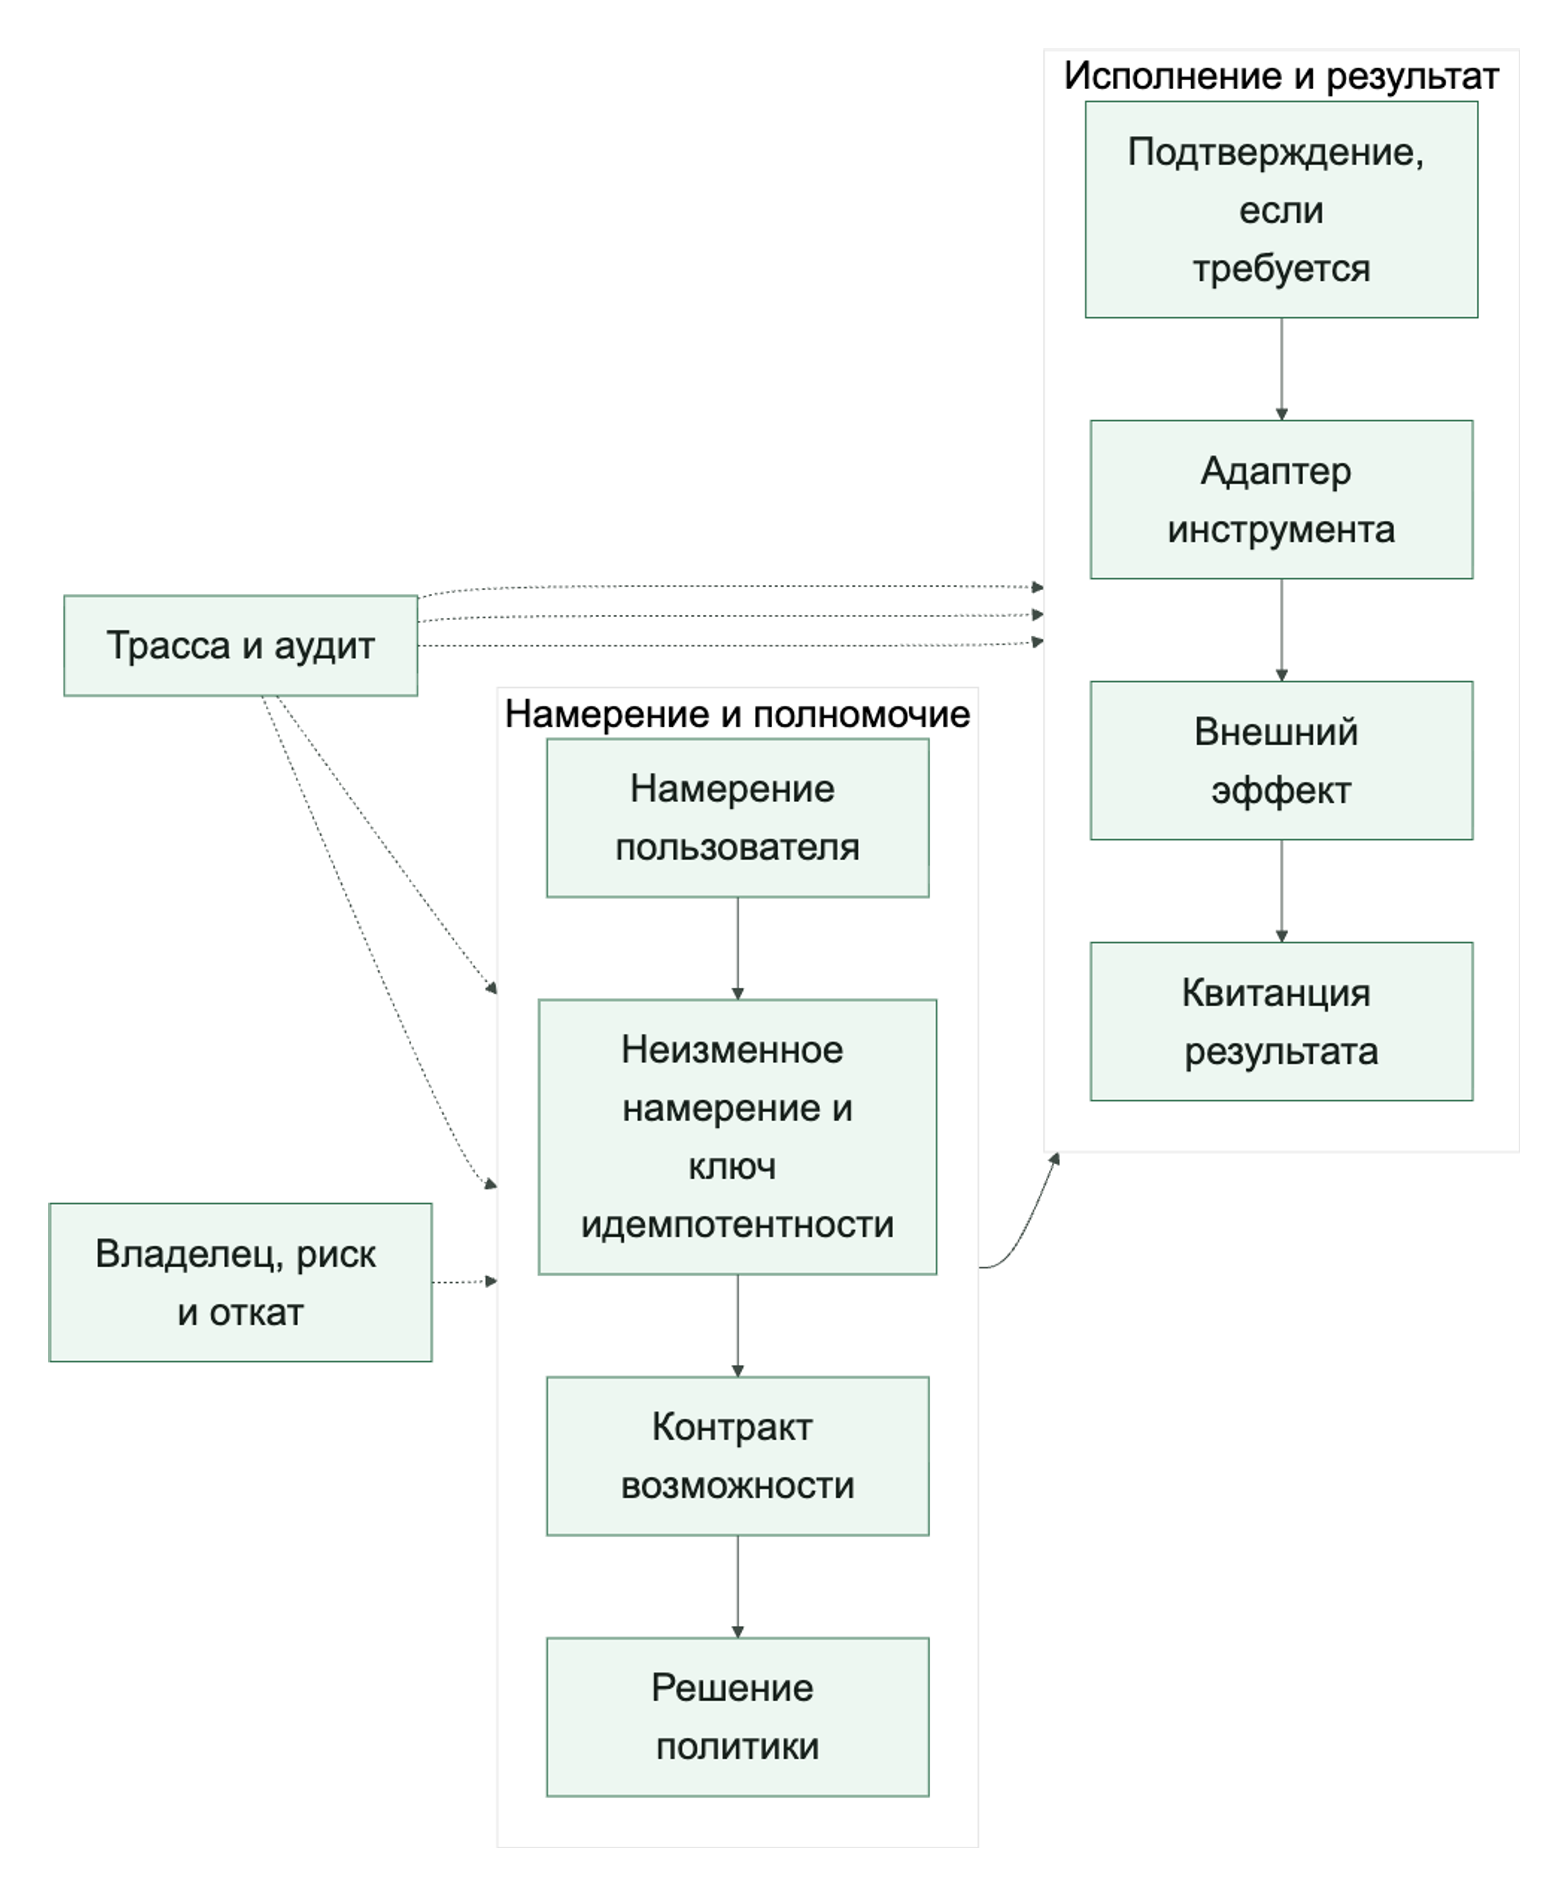 Исполнение и результат
Подтверждение,
если
требуется
Адаптер
инструмента
Внешний
эффект
Квитанция
результата
Трасса и аудит
Намерение и полномочие
Намерение
пользователя
Неизменное
намерение и
ключ
идемпотентности
Контракт
возможности
Решение
политики
Владелец, риск
и откат